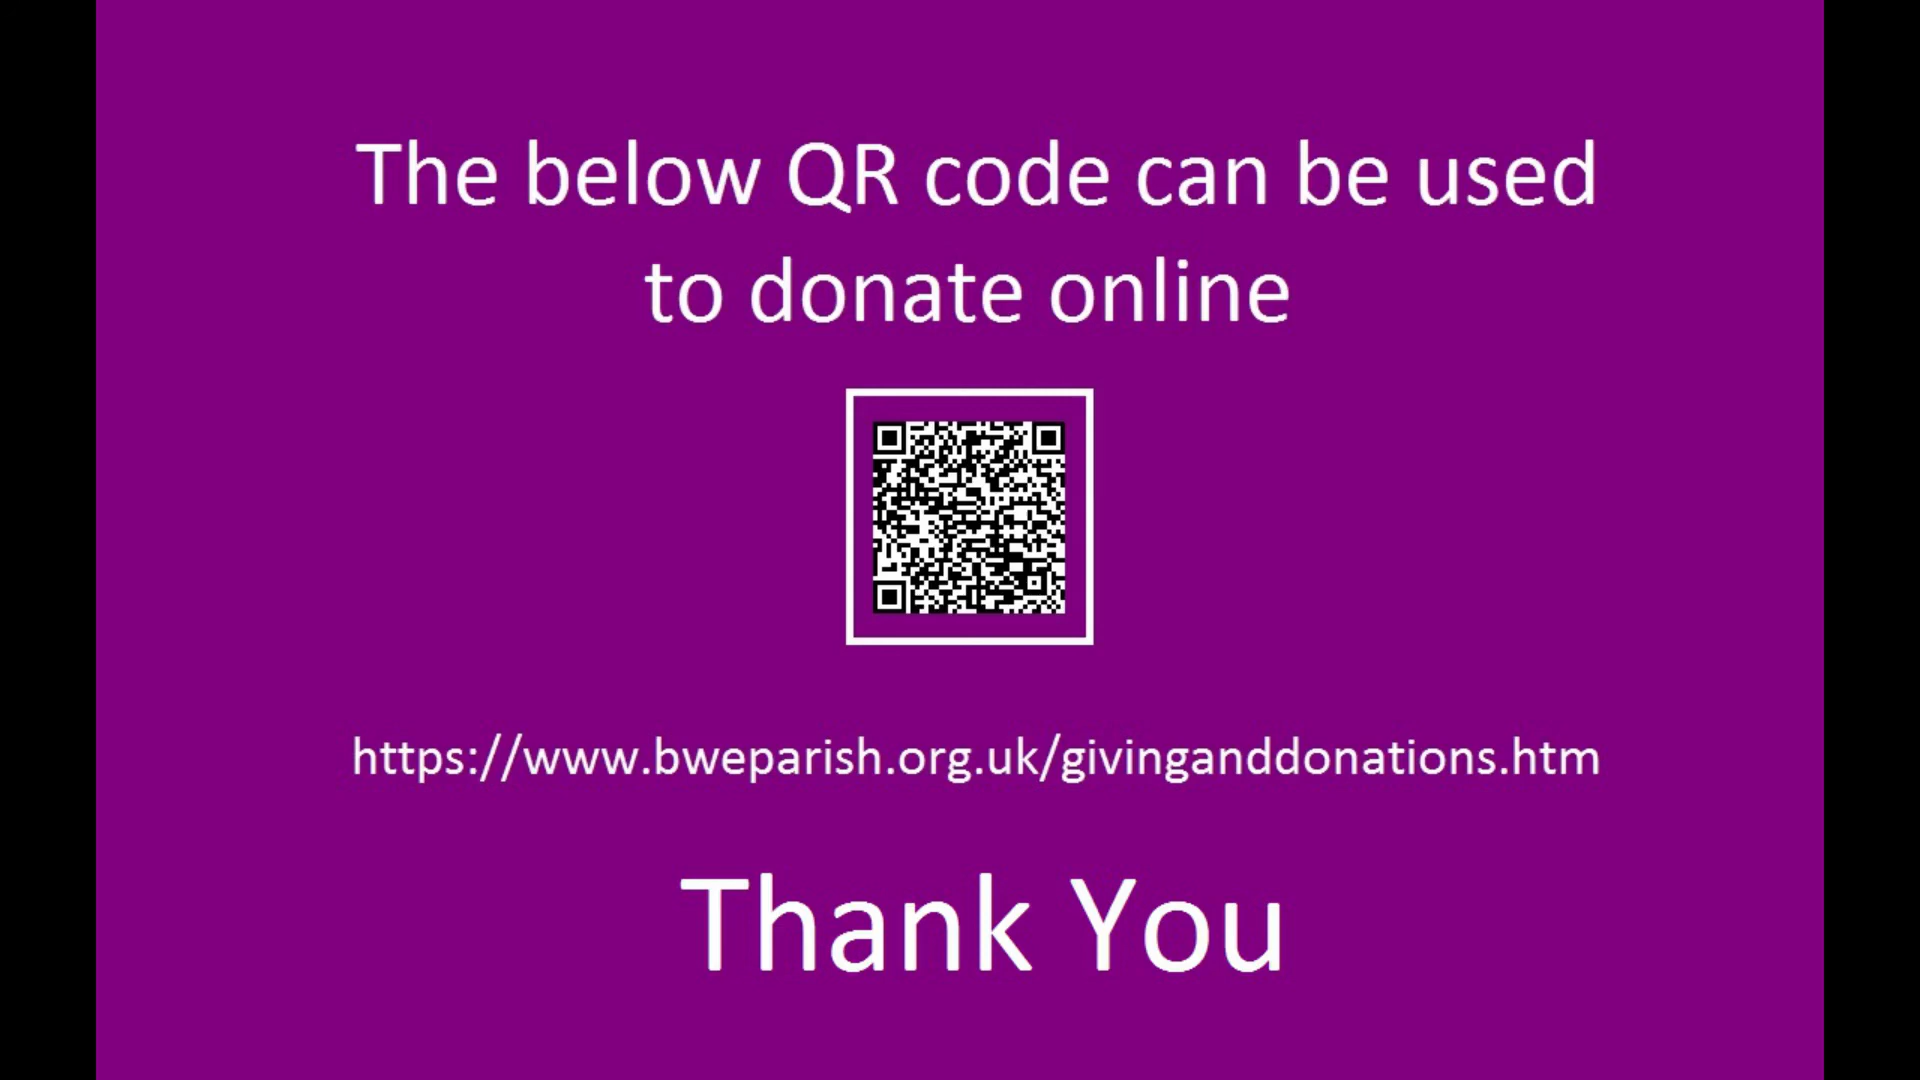 The below QR code can be used
to donate online
https://www.bweparish.org.uk/givinganddonations.htm
Thank You